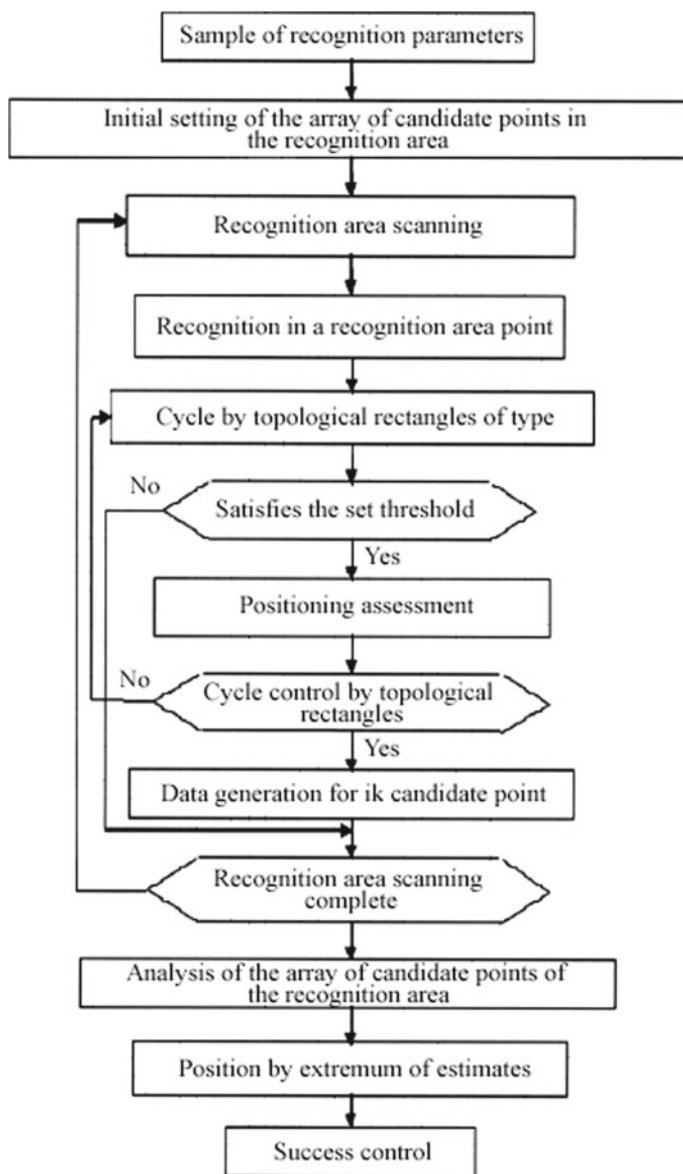 Sample of recognition parameters
Initial setting of the array of candidate points in
the recognition area
Recognition area scanning
Recognition in a recognition area point
Cycle by topological rectangles of type
No
Satisfies the set threshold
Yes
Positioning assessment
No
Cycle control by topological
rectangles
Yes
Data generation for ik candidate point
Recognition area scanning
complete
Analysis of the array of candidate points of
the recognition area
Position by extremum of estimates
Success control